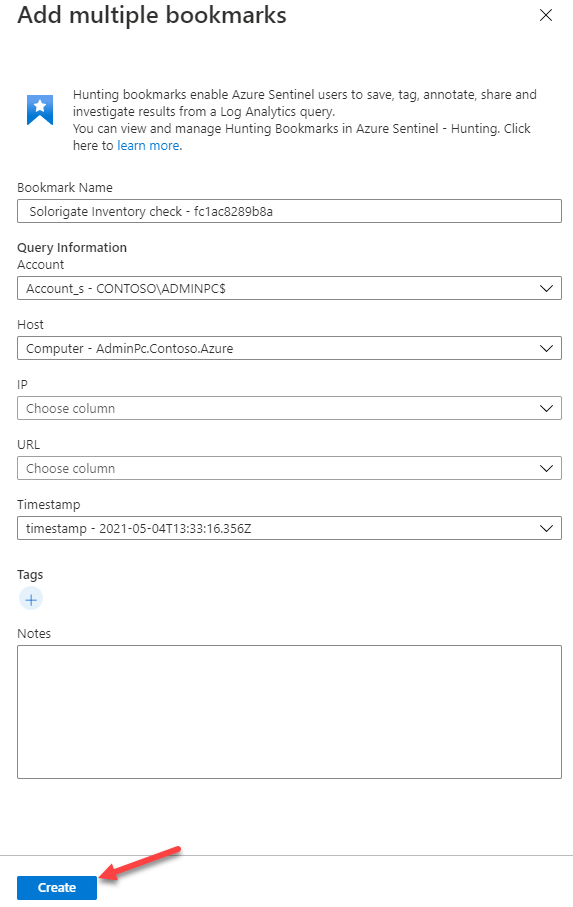 Add multiple bookmarks
Hunting bookmarks enable Azure Sentinel users to save, tag, annotate, share and
investigate results from a Log Analytics query.
You can view and manage Hunting Bookmarks in Azure Sentinel - Hunting. Click
here to learn more.
Bookmark Name
Solorigate Inventory check - fc1ac8289b8a
Query Information
Account
Account_s - CONTOSO\ADMINPC$
Host
Computer - AdminPc.Contoso.Azure
IP
Choose column
URL
Choose column
Timestamp
timestamp - 2021-05-04T13:33:16.356Z
Tags
Notes
Create